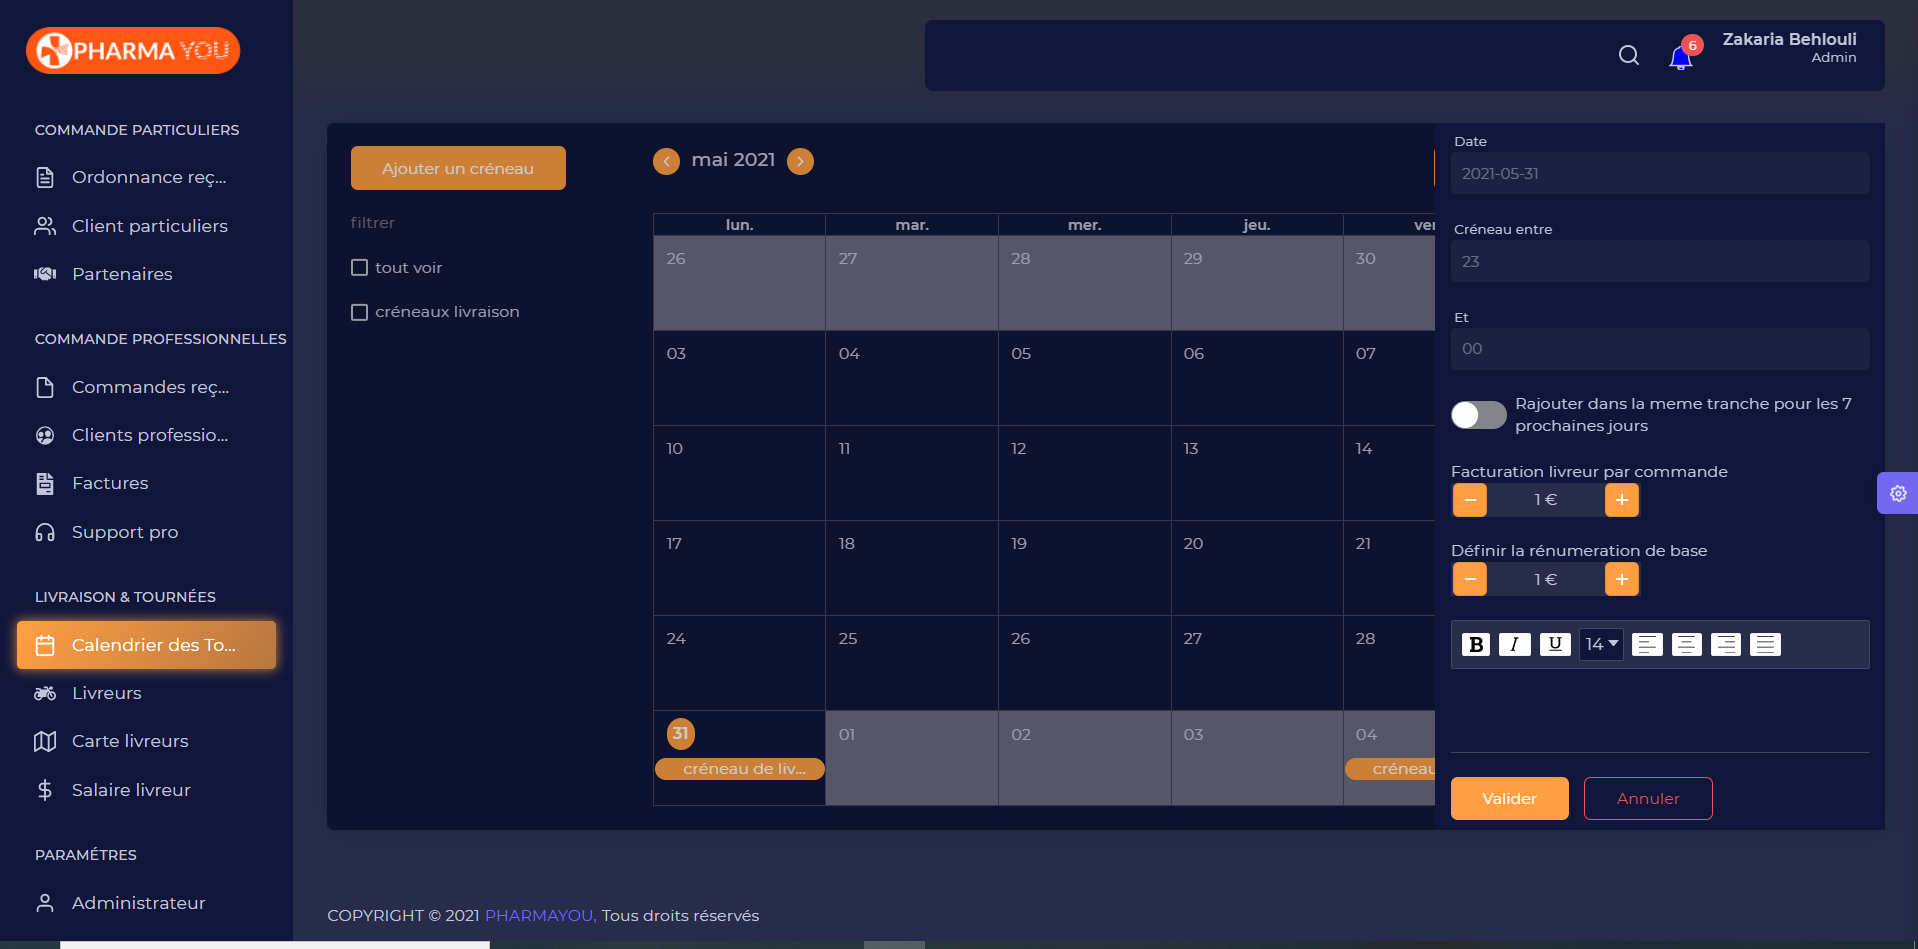 PHARMA YOU
COMMANDE PARTICULIERS
Ordonnance reç...
Client particuliers
Partenaires
COMMANDE PROFESSIONNELLES
Commandes reç...
Clients professio...
Factures
Support pro
LIVRAISON & TOURNÉES
Calendrier des To...
Livreurs
Carte livreurs
Salaire livreur
PARAMÉTRES
Administrateur
6
Zakaria Behlouli
Admin
Ajouter un créneau
filtrer
tout voir
créneaux livraison
mai 2021
lun. mar. mer. jeu. ver
26 27 28 29 30
03 04 05 06 07
10 11 12 13 14
17 18 19 20 21
24 25 26 27 28
31 01 02 03 04
créneau de liv... créneau
Date
2021-05-31
Créneau entre
23
Et
00
Rajouter dans la meme tranche pour les 7
prochaines jours
Facturation livreur par commande
− 1 € +
Définir la rénumeration de base
− 1 € +
B I U 14
Valider Annuler
COPYRIGHT © 2021 PHARMAYOU, Tous droits réservés